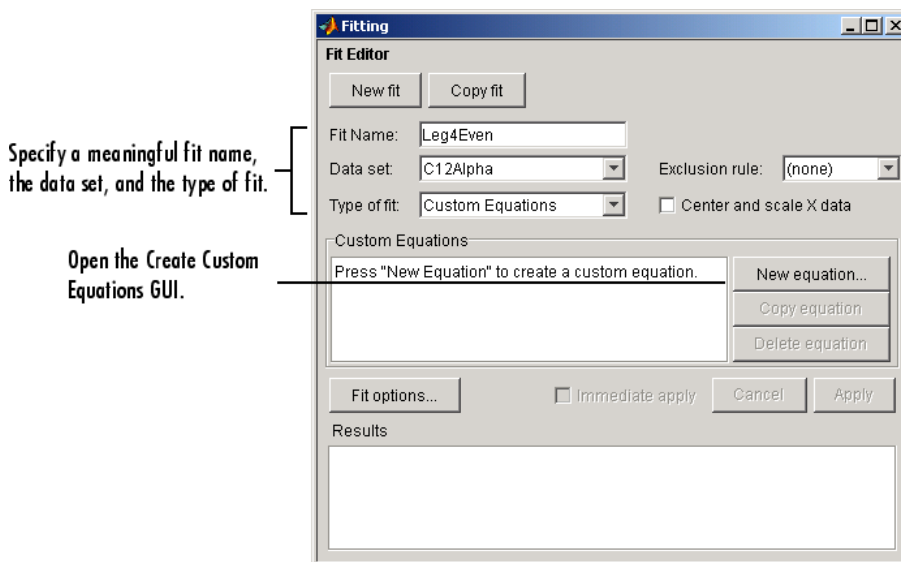 Fitting
Fit Editor
New fit
Copy fit
Fit Name: Leg4Even
Data set: C12Alpha
Exclusion rule: (none)
Type of fit: Custom Equations
Center and scale X data
Specify a meaningful fit name,
the data set, and the type of fit.
Custom Equations
Press "New Equation" to create a custom equation.
New equation...
Copy equation
Delete equation
Open the Create Custom
Equations GUI.
Fit options...
Immediate apply
Cancel
Apply
Results